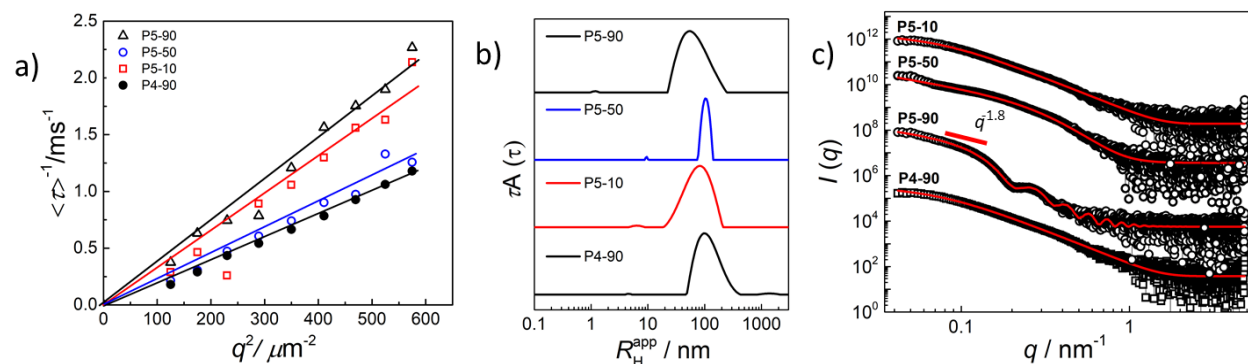 a)
<τ>⁻¹/ms⁻¹
2.5
2.0
1.5
1.0
0.5
0.0
P5-90
P5-50
P5-10
P4-90
0 100 200 300 400 500 600
q²/ μm⁻²
b)
τA (τ)
P5-90
P5-50
P5-10
P4-90
0.1 1 10 100 1000
R_H^app / nm
c)
I (q)
10¹²
10¹⁰
10⁸
10⁶
10⁴
10²
10⁰
P5-10
P5-50
P5-90
q⁻¹·⁸
P4-90
0.1 1
q / nm⁻¹